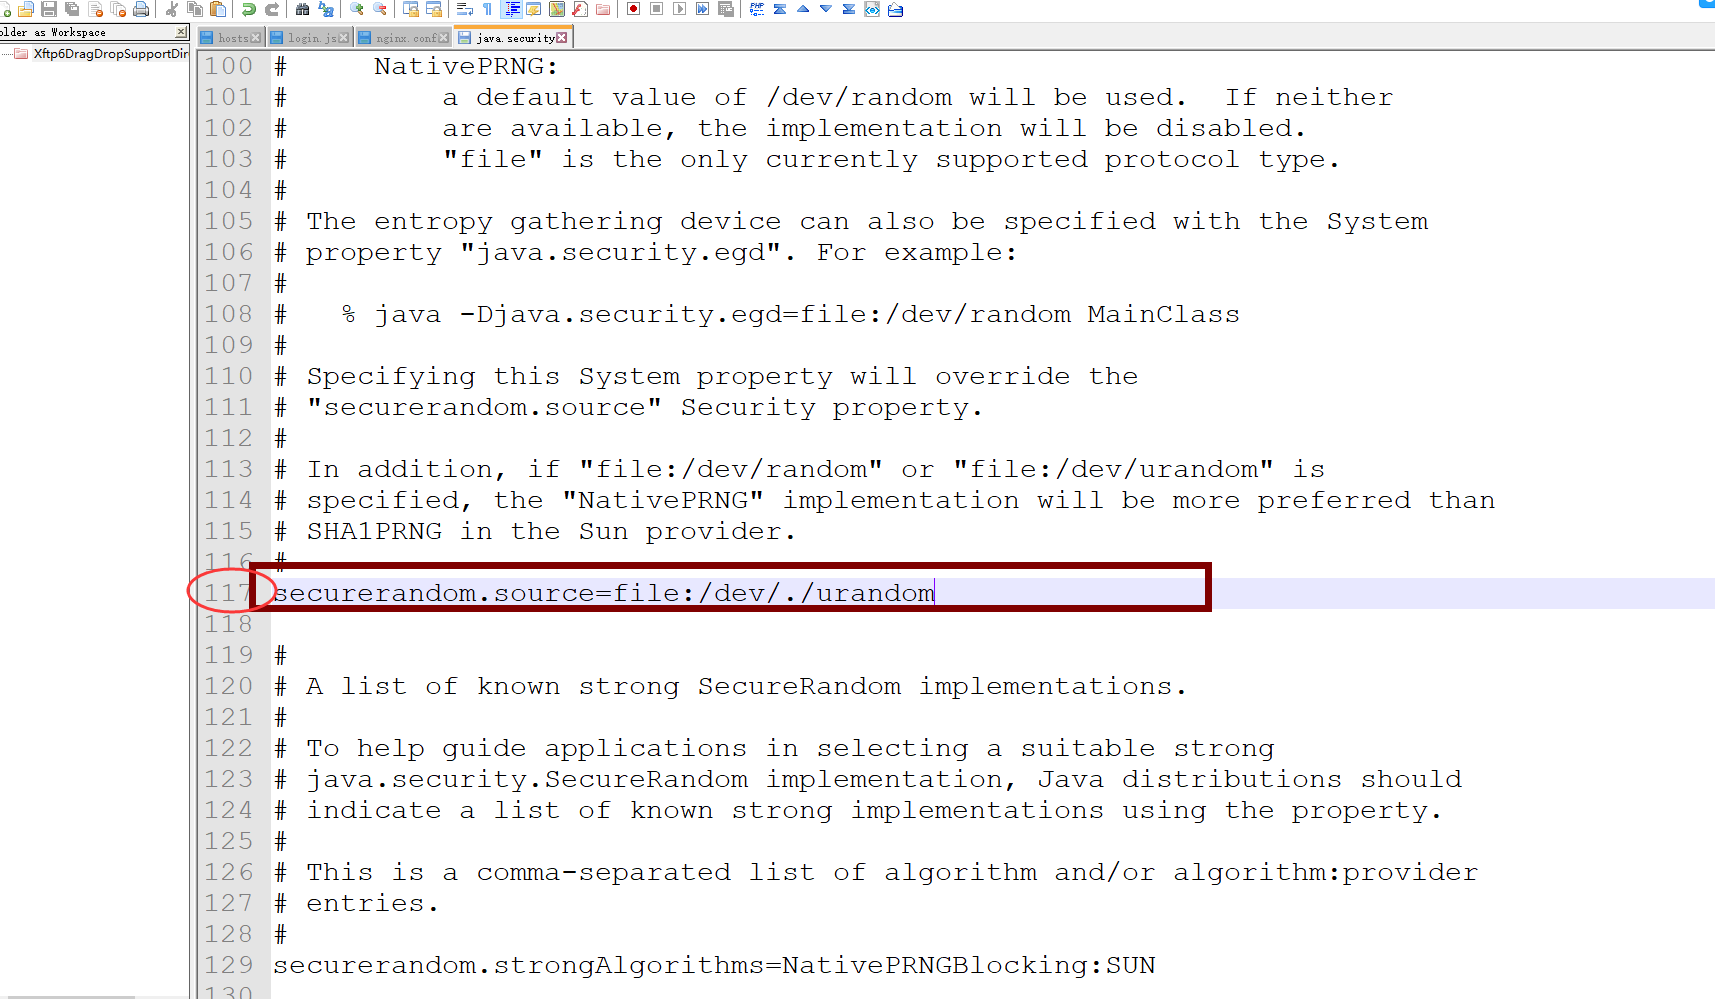 older as Workspace
hosts
login.js
nginx.conf
java.security
Xftp6DragDropSupportDir
100 #     NativePRNG:
101 #         a default value of /dev/random will be used.  If neither
102 #         are available, the implementation will be disabled.
103 #         "file" is the only currently supported protocol type.
104 #
105 # The entropy gathering device can also be specified with the System
106 # property "java.security.egd". For example:
107 #
108 #   % java -Djava.security.egd=file:/dev/random MainClass
109 #
110 # Specifying this System property will override the
111 # "securerandom.source" Security property.
112 #
113 # In addition, if "file:/dev/random" or "file:/dev/urandom" is
114 # specified, the "NativePRNG" implementation will be more preferred than
115 # SHA1PRNG in the Sun provider.
116 #
117 securerandom.source=file:/dev/./urandom
118
119 #
120 # A list of known strong SecureRandom implementations.
121 #
122 # To help guide applications in selecting a suitable strong
123 # java.security.SecureRandom implementation, Java distributions should
124 # indicate a list of known strong implementations using the property.
125 #
126 # This is a comma-separated list of algorithm and/or algorithm:provider
127 # entries.
128 #
129 securerandom.strongAlgorithms=NativePRNGBlocking:SUN
130